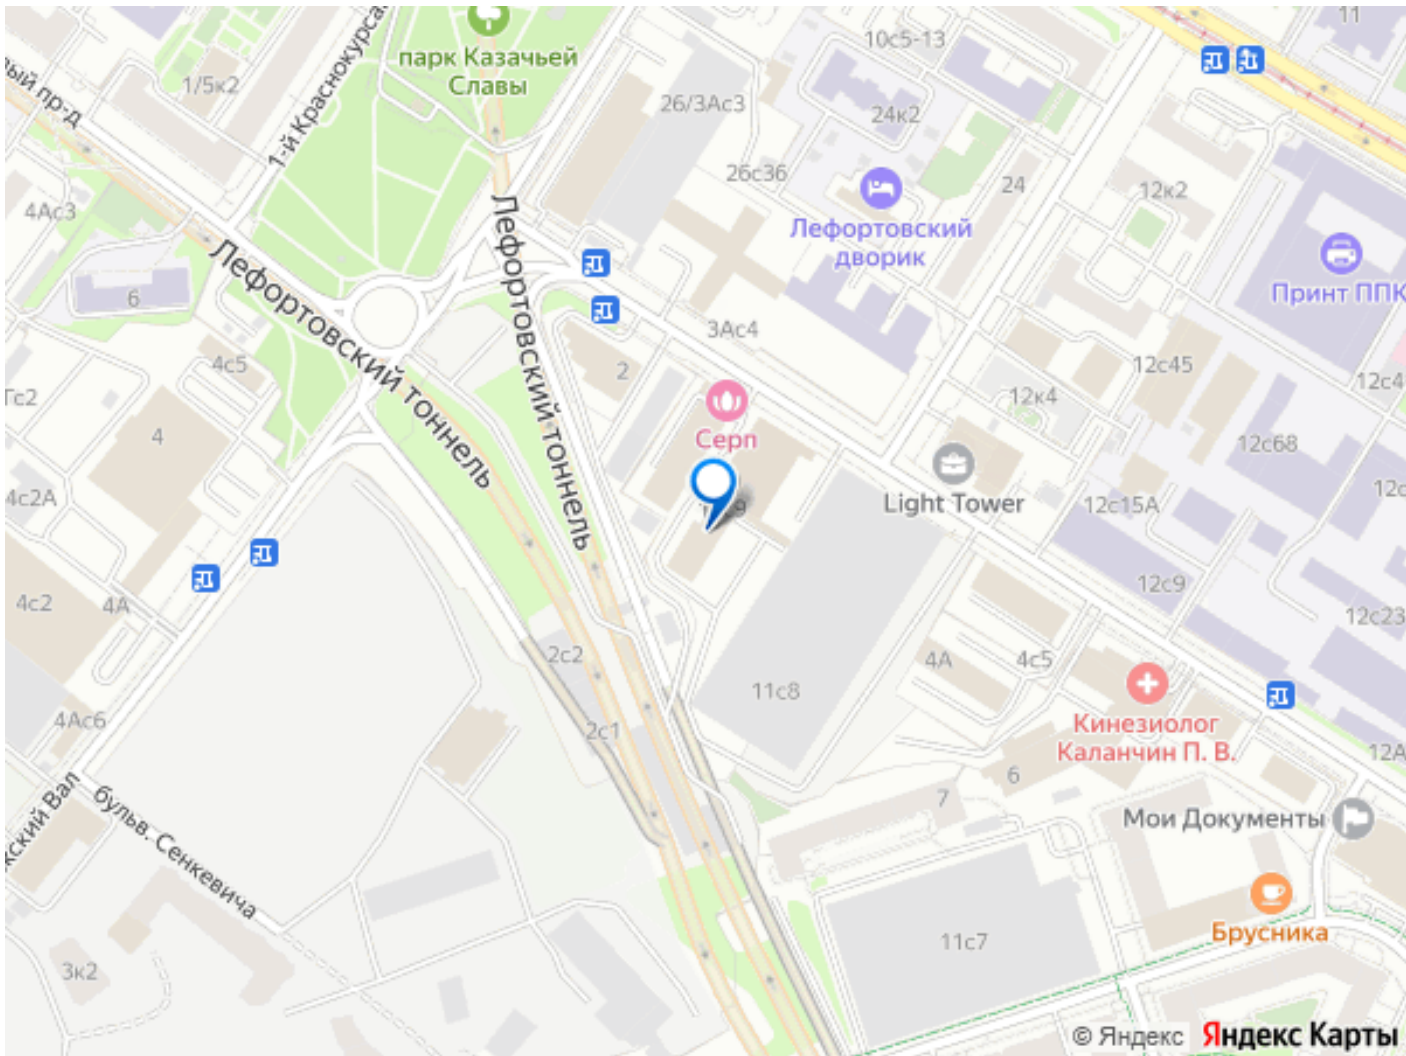 11
10с5-13
парк Казачьей
Славы
1/5к2
вый пр-д
1-й Краснокурса
26/3Ас3
24к2
26с36
24
12к2
4Ас3
Лефортовский
дворик
Принт ППК
Лефортовский тоннель
Лефортовский тоннель
6
3Ас4
4с5
2
12с45
12с4
Гс2
12к4
Серп
4
12с68
Light Tower
4с2А
12с15А
12с
9
12с9
4с2
4А
12с23
2с2
4А
4с5
11с8
4Ас6
2с1
Кинезиолог
Каланчин П. В.
12А
6
7
Мои Документы
жский Вал
бульв. Сенкевича
Брусника
11с7
3к2
© Яндекс Яндекс Карты